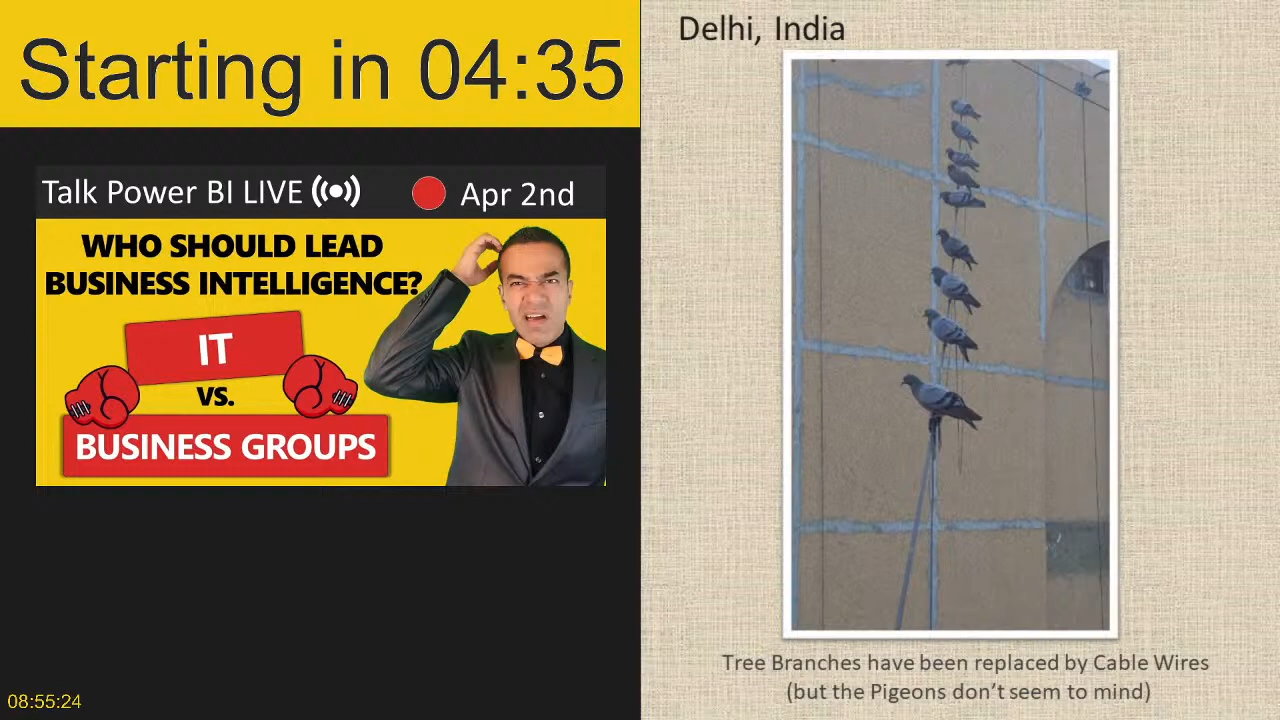 Starting in 04:35
Talk Power BI LIVE
Apr 2nd
WHO SHOULD LEAD
BUSINESS INTELLIGENCE?
IT
VS.
BUSINESS GROUPS
08:55:24
Delhi, India
Tree Branches have been replaced by Cable Wires
(but the Pigeons don’t seem to mind)